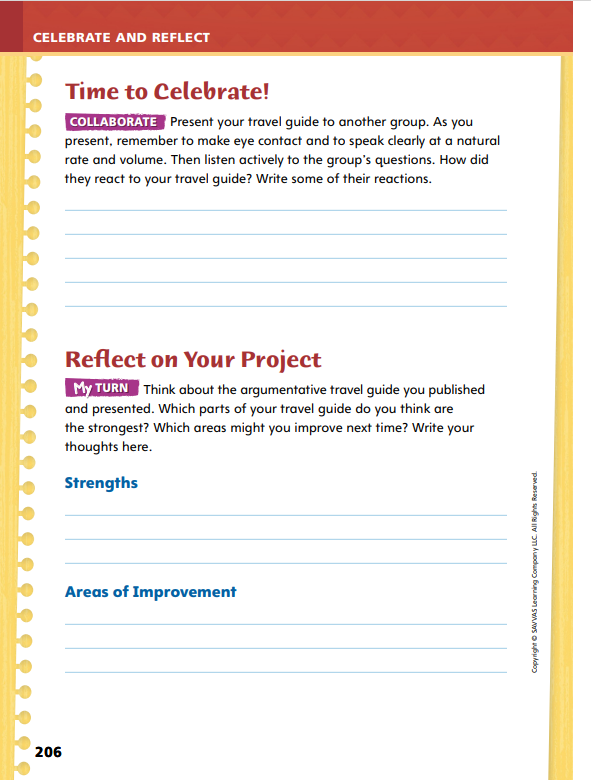 CELEBRATE AND REFLECT
Time to Celebrate!
COLLABORATE Present your travel guide to another group. As you
present, remember to make eye contact and to speak clearly at a natural
rate and volume. Then listen actively to the group's questions. How did
they react to your travel guide? Write some of their reactions.
Reflect on Your Project
My TURN Think about the argumentative travel guide you published
and presented. Which parts of your travel guide do you think are
the strongest? Which areas might you improve next time? Write your
thoughts here.
Strengths
Areas of Improvement
Copyright © SAVVAS Learning Company LLC. All Rights Reserved.
206